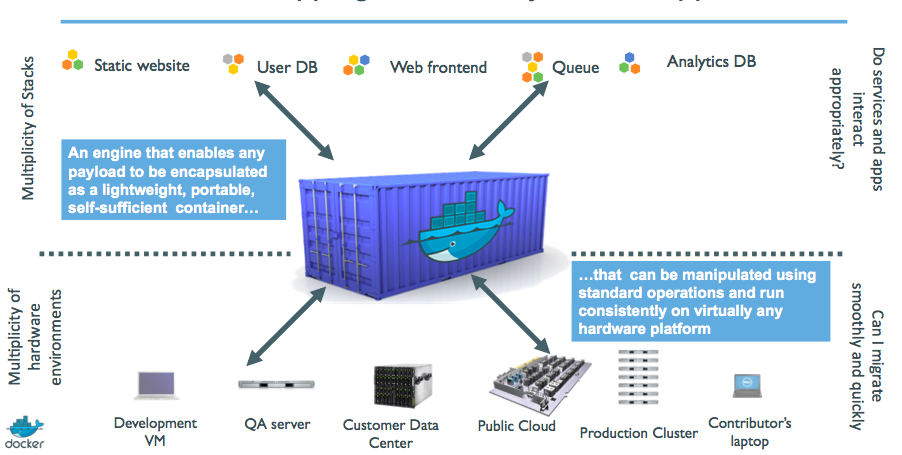 Static website
User DB
Web frontend
Queue
Analytics DB
Multiplicity of Stacks
Do services and apps
interact
appropriately?
An engine that enables any
payload to be encapsulated
as a lightweight, portable,
self-sufficient container…
…that can be manipulated using
standard operations and run
consistently on virtually any
hardware platform
Multiplicity of
hardware
environments
Can I migrate
smoothly and quickly
Development
VM
QA server
Customer Data
Center
Public Cloud
Production Cluster
Contributor’s
laptop
docker